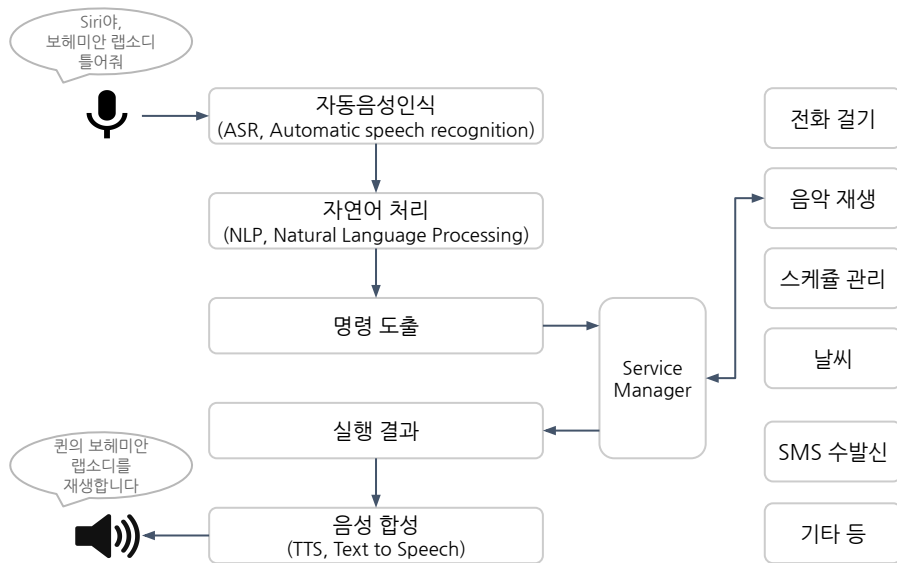 Siri야,
보헤미안 랩소디
틀어줘
자동음성인식
(ASR, Automatic speech recognition)
자연어 처리
(NLP, Natural Language Processing)
명령 도출
Service
Manager
실행 결과
퀸의 보헤미안
랩소디를
재생합니다
음성 합성
(TTS, Text to Speech)
전화 걸기
음악 재생
스케쥴 관리
날씨
SMS 수발신
기타 등